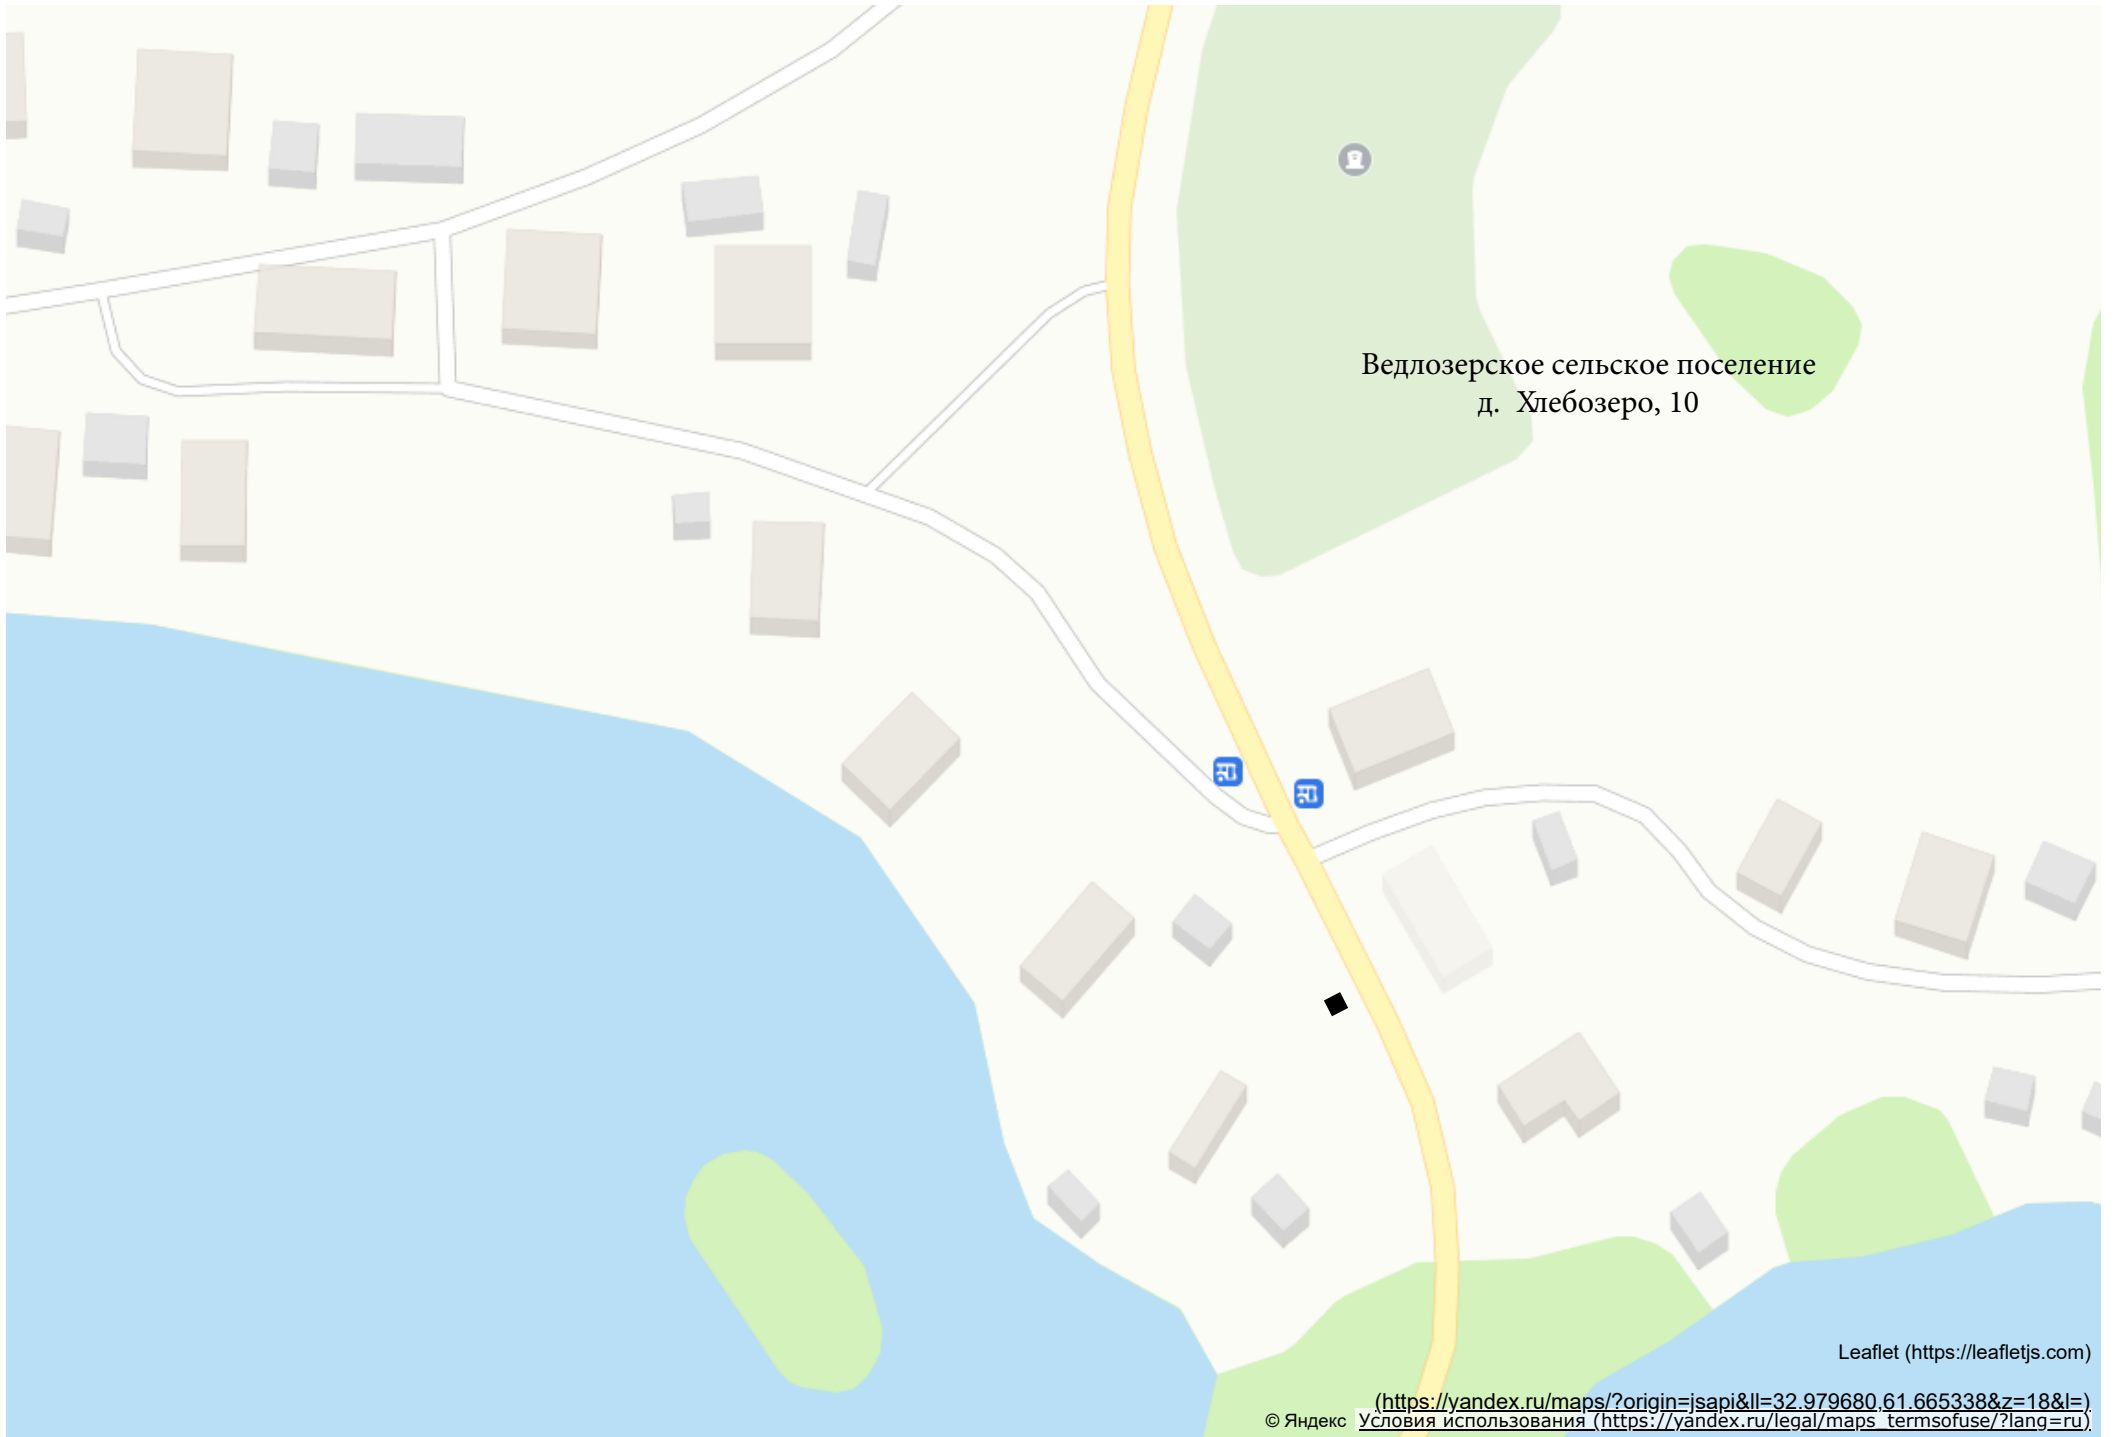 Ведлозерское сельское поселение
д. Хлебозеро, 10
Leaflet (https://leafletjs.com)
(https://yandex.ru/maps/?origin=jsapi&ll=32.979680,61.665338&z=18&l=)
© Яндекс Условия использования (https://yandex.ru/legal/maps_termsofuse/?lang=ru)